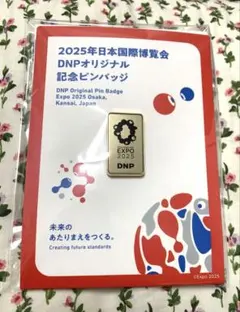 2025年日本国際博覧会
DNPオリジナル
記念ピンバッジ
DNP Original Pin Badge
Expo 2025 Osaka,
Kansai, Japan
EXPO
2025
DNP
未来の
あたりまえをつくる。
Creating future standards
©Expo 2025